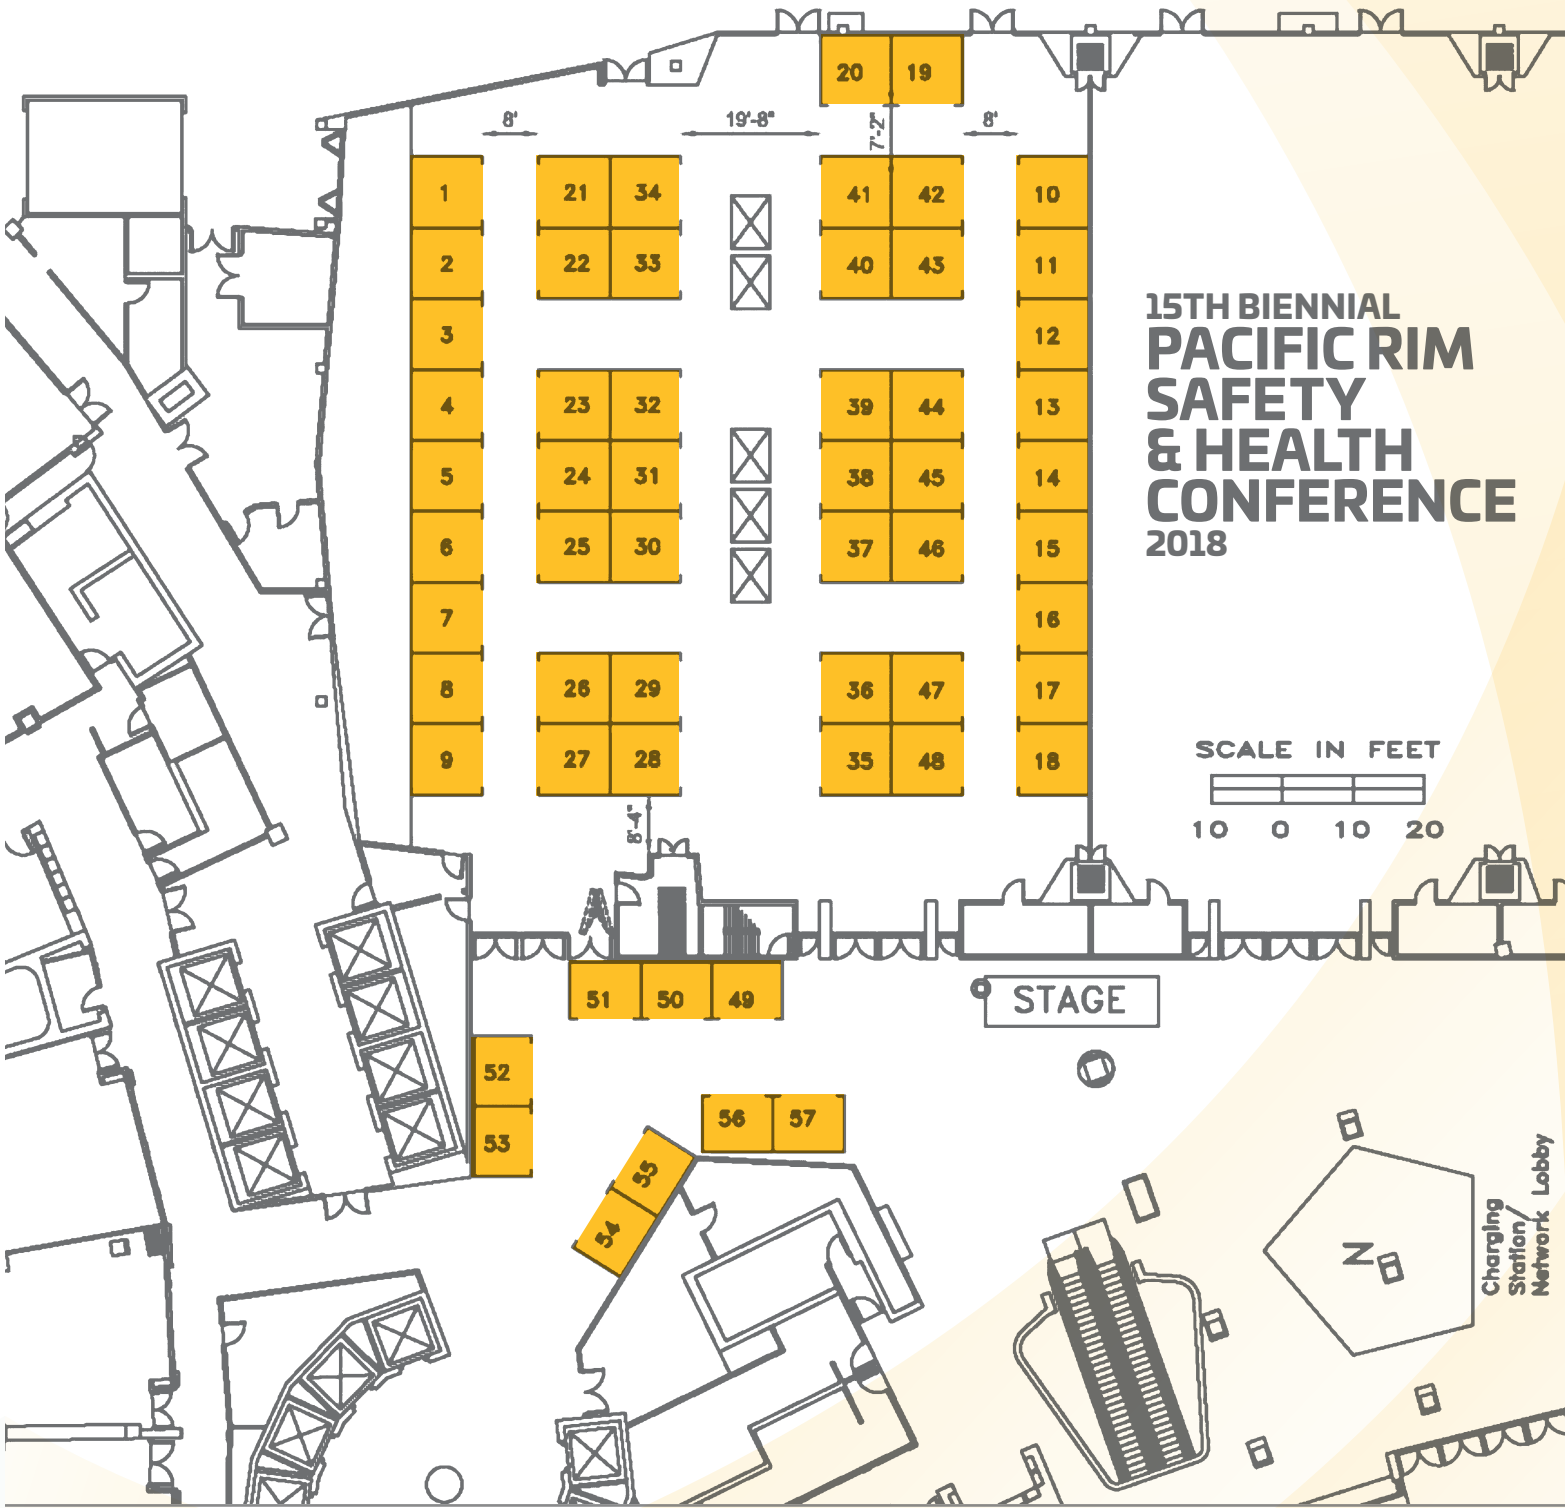 20 19
8' 19'-8" 7'-2" 8'
1 21 34 41 42 10
2 22 33 40 43 11
3 12
4 23 32 39 44 13
5 24 31 38 45 14
6 25 30 37 46 15
7 16
8 26 29 36 47 17
9 27 28 35 48 18
8'-4"
15TH BIENNIAL
PACIFIC RIM
SAFETY
& HEALTH
CONFERENCE
2018
SCALE IN FEET
10 0 10 20
51 50 49
STAGE
52
53
56 57
55
54
N
Charging
Station/
Network Lobby